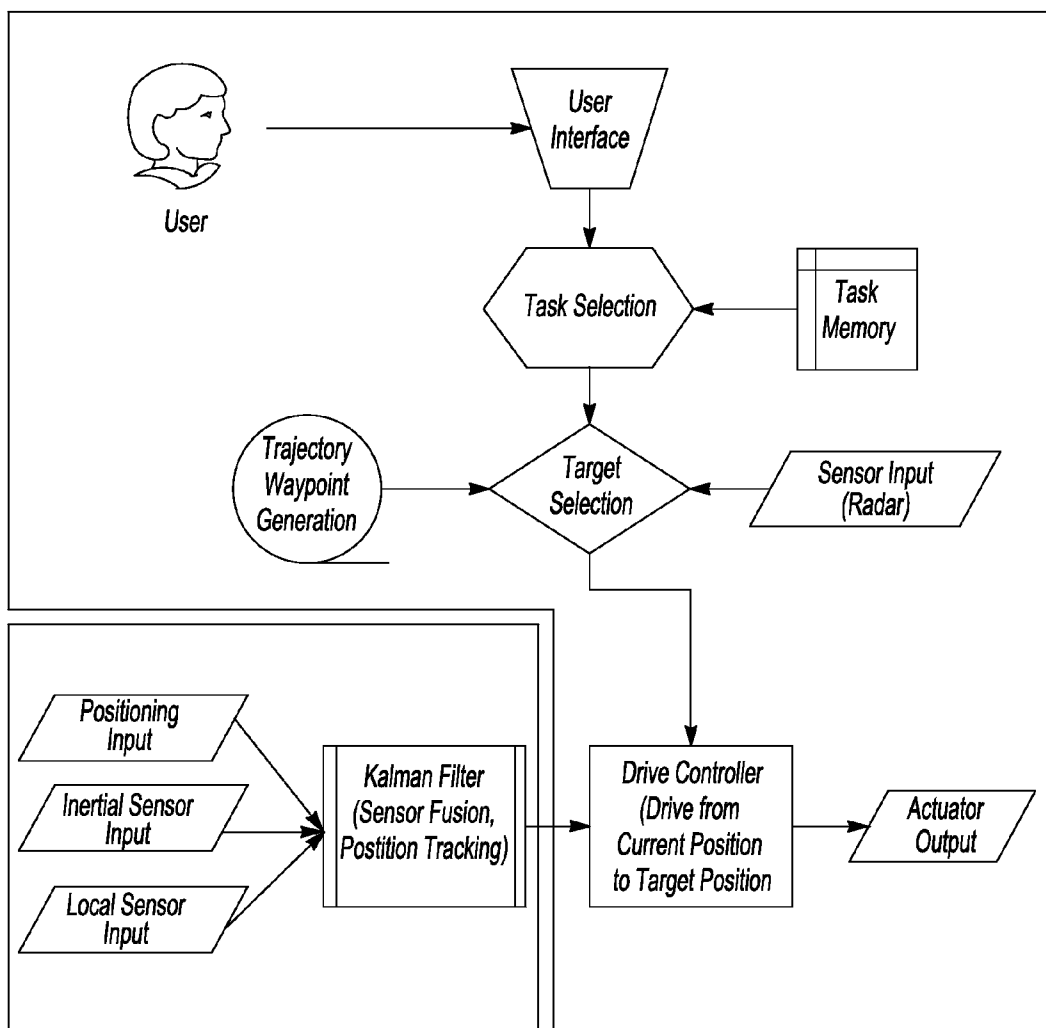 User
Interface
User
Task Selection
Task
Memory
Trajectory
Waypoint
Generation
Target
Selection
Sensor Input
(Radar)
Positioning
Input
Inertial Sensor
Input
Local Sensor
Input
Kalman Filter
(Sensor Fusion,
Postition Tracking)
Drive Controller
(Drive from
Current Position
to Target Position
Actuator
Output